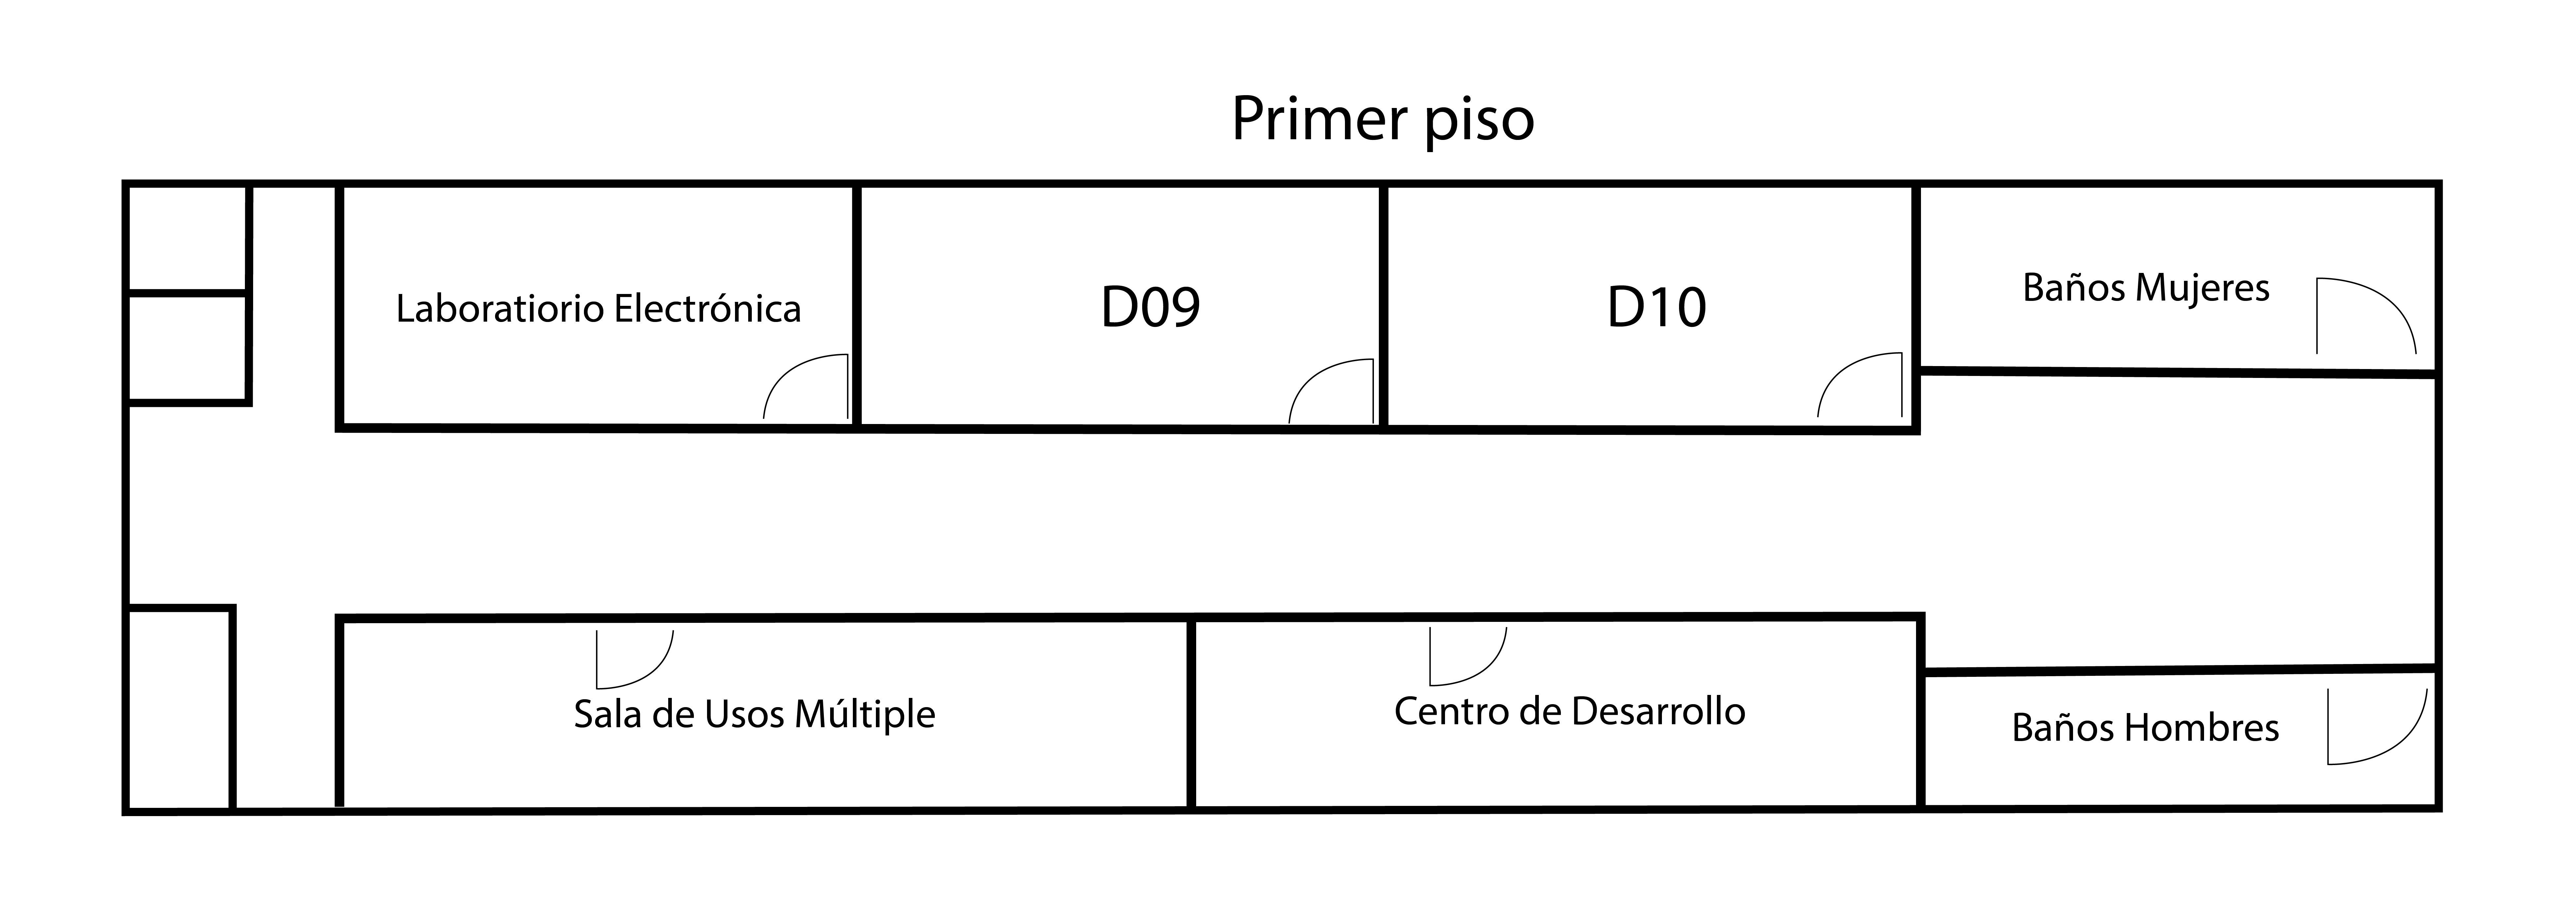 Primer piso
Laboratiorio Electrónica
D09
D10
Baños Mujeres
Sala de Usos Múltiple
Centro de Desarrollo
Baños Hombres